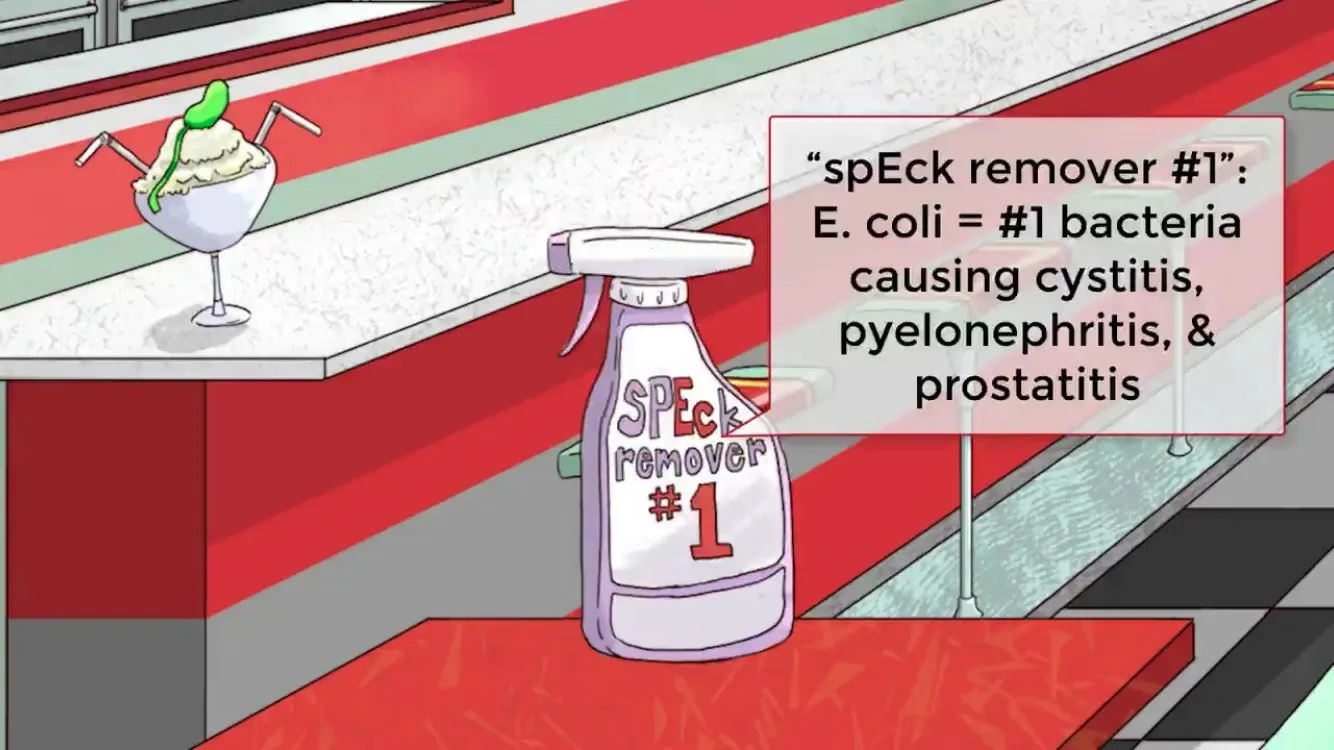 “spEck remover #1”:
E. coli = #1 bacteria
causing cystitis,
pyelonephritis, &
prostatitis
SPEck
remover
#1